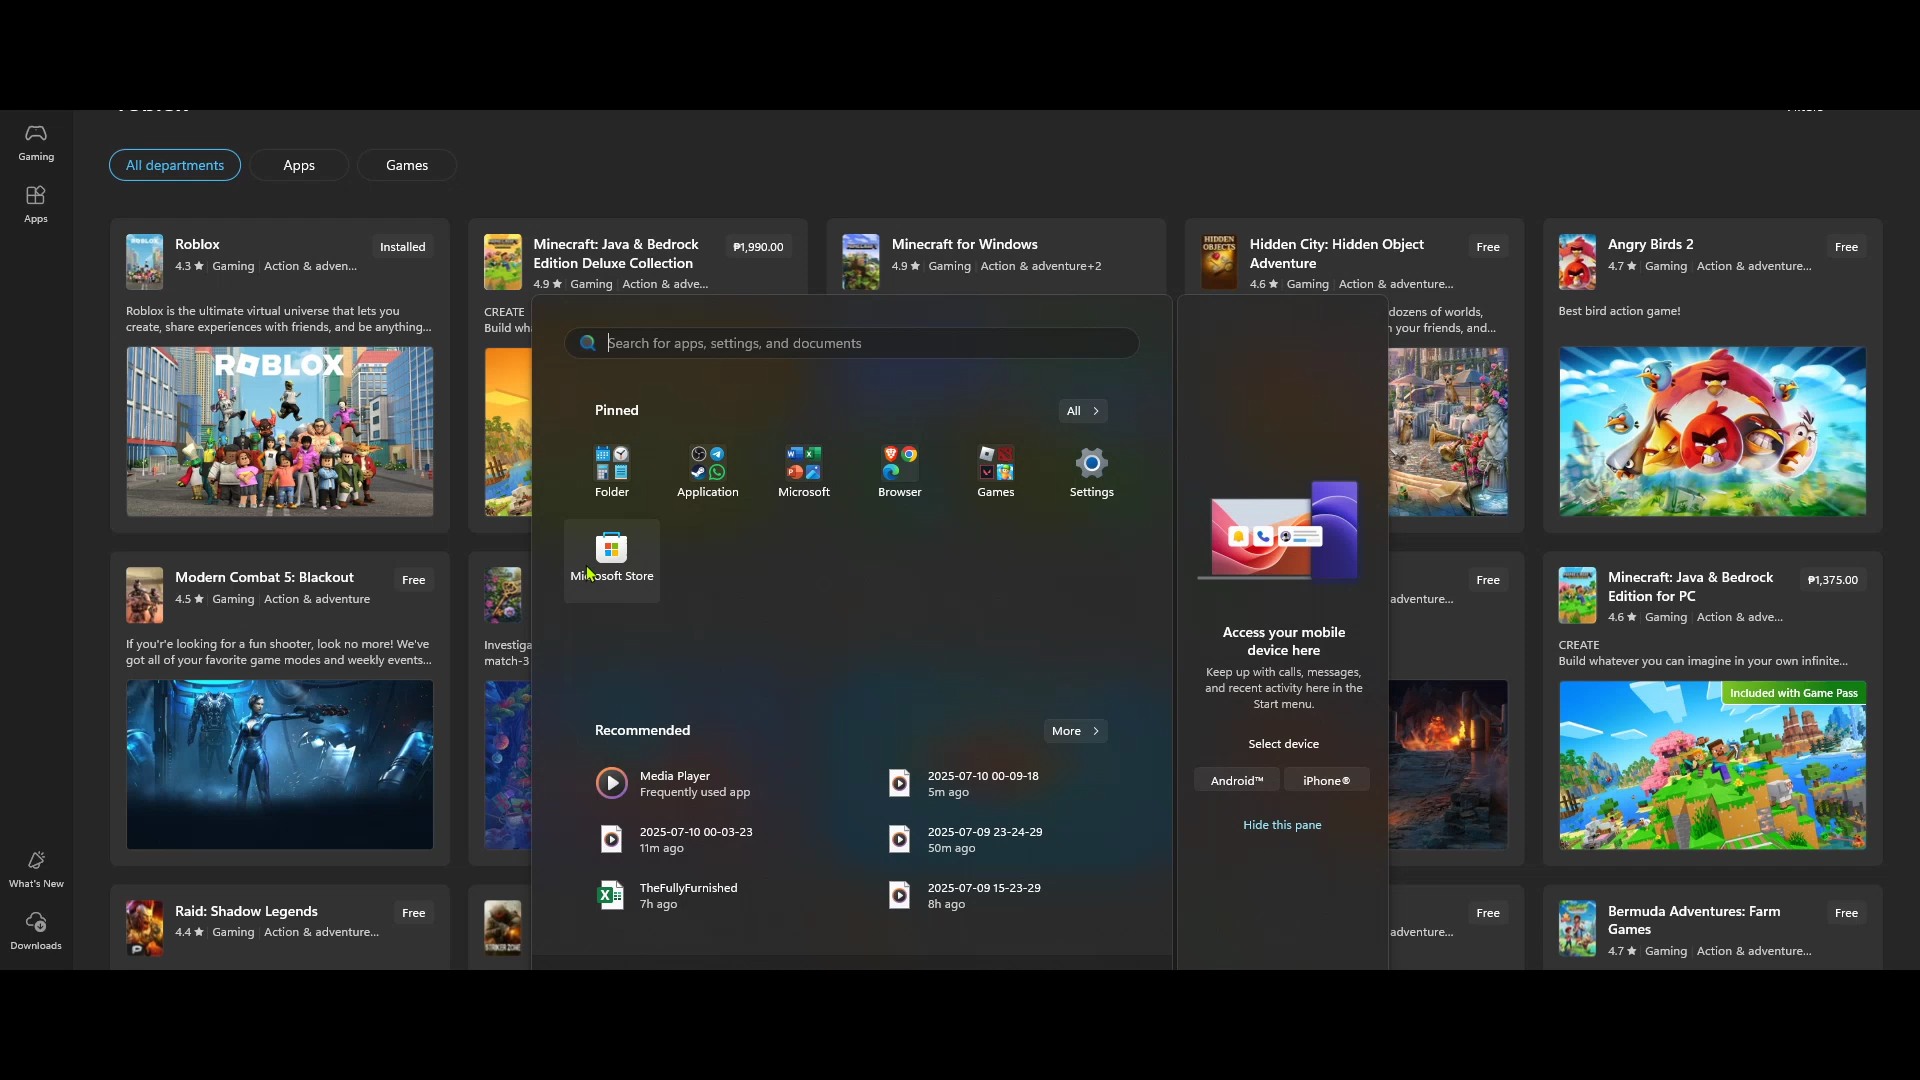 Gaming
Apps
What's New
Downloads
All departments
Apps
Games
Roblox
Installed
4.3 ★ Gaming Action & adven...
Roblox is the ultimate virtual universe that lets you
create, share experiences with friends, and be anything...
ROBLOX
Minecraft: Java & Bedrock
Edition Deluxe Collection
₱1,990.00
4.9 ★ Gaming Action & adve...
CREATE
Minecraft for Windows
4.9 ★ Gaming Action & adventure+2
HIDDEN
OBJECTS
Hidden City: Hidden Object
Adventure
Free
4.6 ★ Gaming Action & adventure...
dozens of worlds,
your friends, and...
Angry Birds 2
Free
4.7 ★ Gaming Action & adventure...
Best bird action game!
Search for apps, settings, and documents
Pinned
All >
Folder
Application
Microsoft
Browser
Games
Settings
Microsoft Store
Recommended
More >
Media Player
Frequently used app
2025-07-10 00-09-18
5m ago
2025-07-10 00-03-23
11m ago
2025-07-09 23-24-29
50m ago
TheFullyFurnished
7h ago
2025-07-09 15-23-29
8h ago
Access your mobile
device here
Keep up with calls, messages,
and recent activity here in the
Start menu.
Select device
Android™
iPhone®
Hide this pane
Modern Combat 5: Blackout
Free
4.5 ★ Gaming Action & adventure
If you're looking for a fun shooter, look no more! We've
got all of your favorite game modes and weekly events...
match-3
Free
adventure...
Minecraft: Java & Bedrock
Edition for PC
₱1,375.00
4.6 ★ Gaming Action & adve...
CREATE
Build whatever you can imagine in your own infinite...
Included with Game Pass
Raid: Shadow Legends
Free
4.4 ★ Gaming Action & adventure...
Free
adventure...
Bermuda Adventures: Farm
Games
Free
4.7 ★ Gaming Action & adventure...